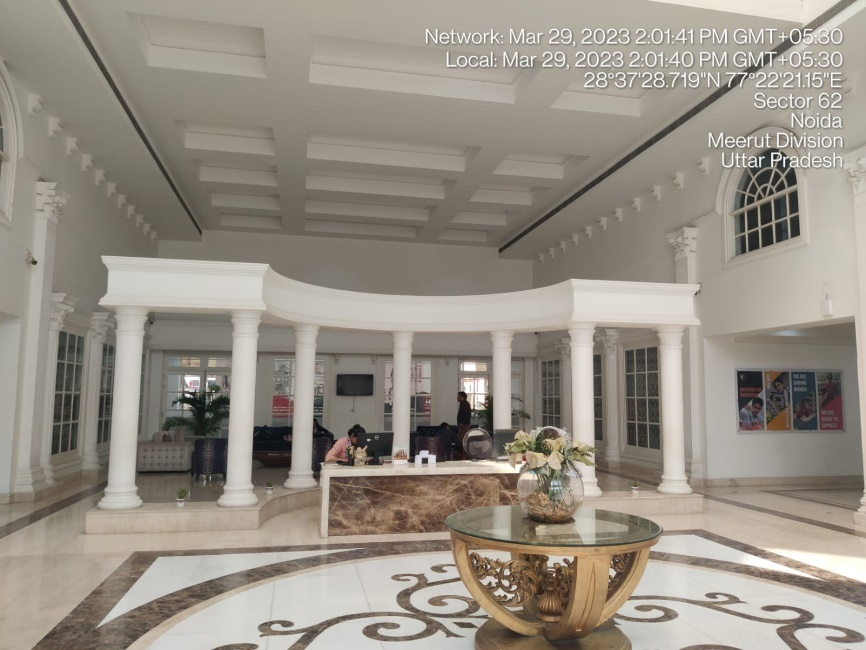 Network: Mar 29, 2023 2:01:41 PM GMT+05:30
Local: Mar 29, 2023 2:01:40 PM GMT+05:30
28°37'28.719"N 77°22'21.15"E
Sector 62
Noida
Meerut Division
Uttar Pradesh